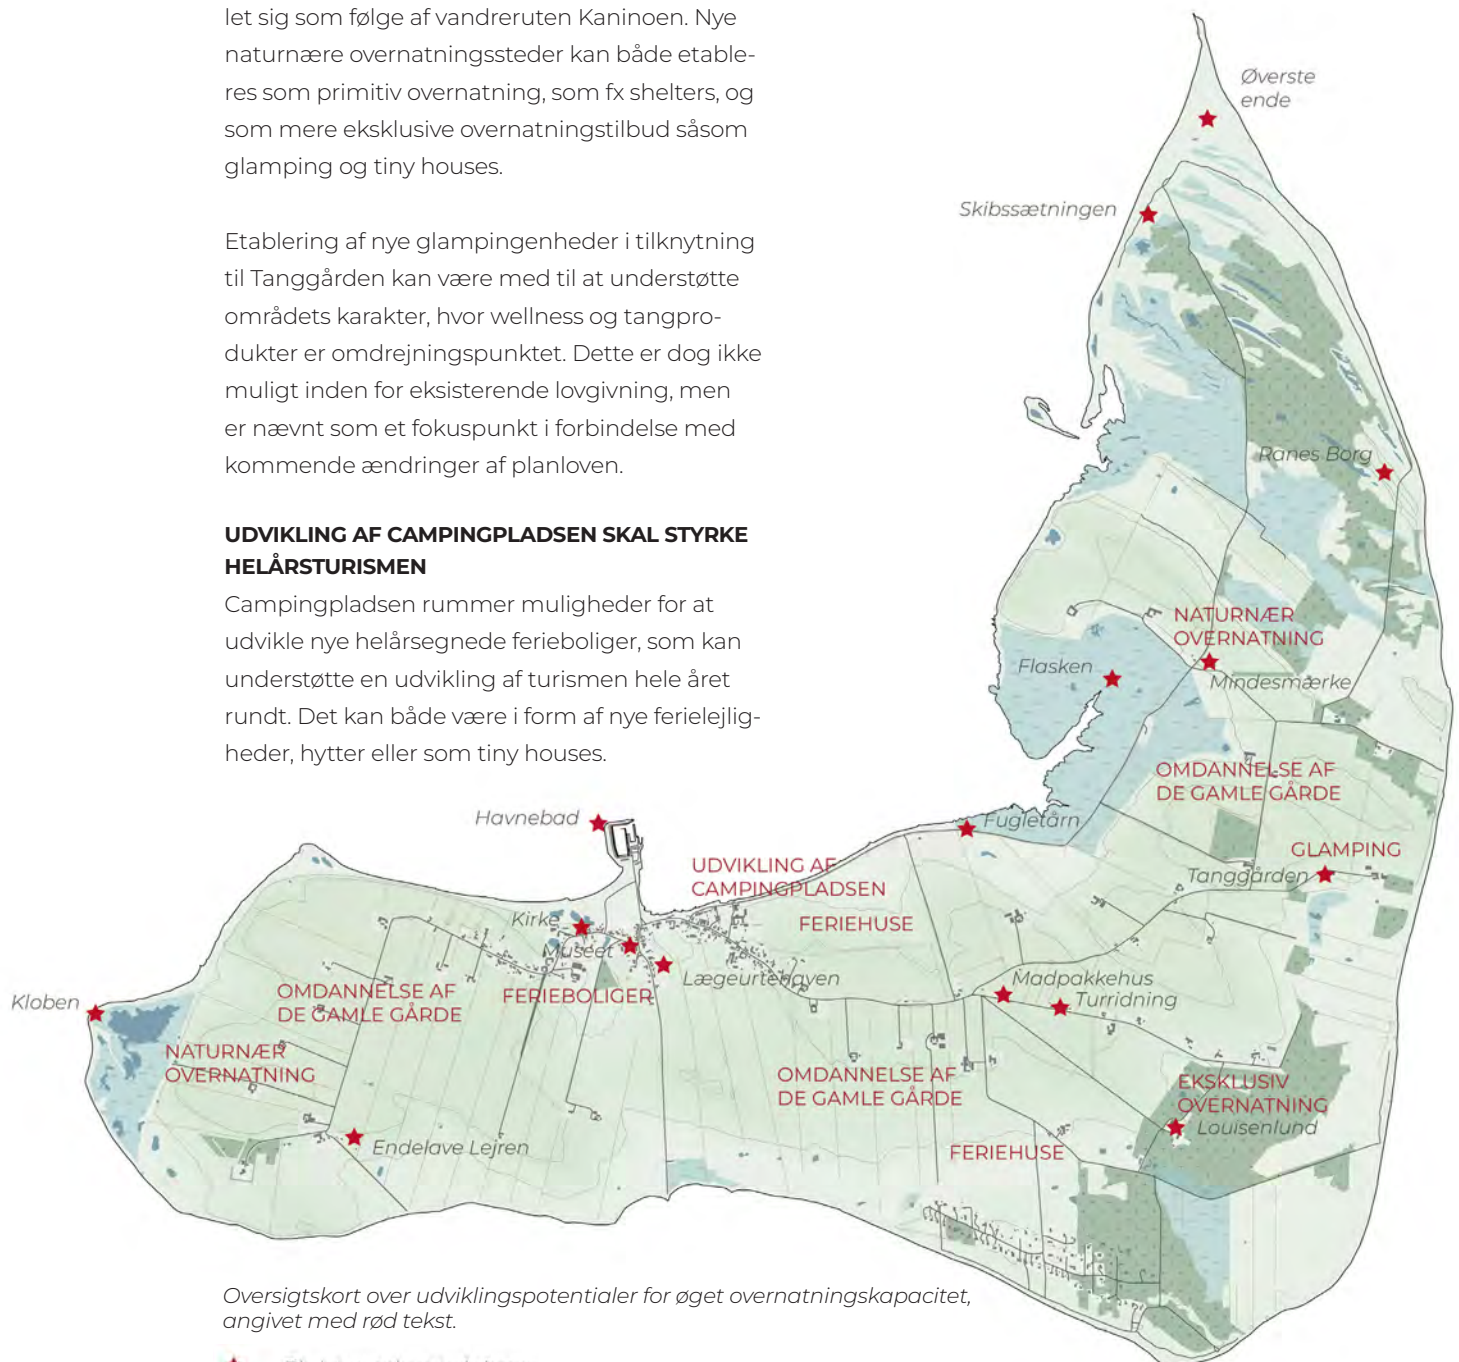 let sig som følge af vandreruten Kaninoen. Nye
naturnære overnatningssteder kan både etable-
res som primitiv overnatning, som fx shelters, og
som mere eksklusive overnatningstilbud såsom
glamping og tiny houses.
Etablering af nye glampingenheder i tilknytning
til Tanggården kan være med til at understøtte
områdets karakter, hvor wellness og tangpro-
dukter er omdrejningspunktet. Dette er dog ikke
muligt inden for eksisterende lovgivning, men
er nævnt som et fokuspunkt i forbindelse med
kommende ændringer af planloven.
UDVIKLING AF CAMPINGPLADSEN SKAL STYRKE
HELÅRSTURISMEN
Campingpladsen rummer muligheder for at
udvikle nye helårsegnede ferieboliger, som kan
understøtte en udvikling af turismen hele året
rundt. Det kan både være i form af nye ferielejlig-
heder, hytter eller som tiny houses.
Øverste
ende
Skibssætningen
Ranes Borg
NATURNÆR
OVERNATNING
Flasken
Mindesmærke
OMDANNELSE AF
DE GAMLE GÅRDE
Havnebad
Fugletårn
GLAMPING
UDVIKLING AF
CAMPINGPLADSEN
Tanggården
FERIEHUSE
Kirke
Museet
Lægeurtehaven
Madpakkehus
Turridning
OMDANNELSE AF
DE GAMLE GÅRDE
FERIEBOLIGER
Kloben
NATURNÆR
OVERNATNING
OMDANNELSE AF
DE GAMLE GÅRDE
EKSKLUSIV
OVERNATNING
Louisenlund
Endelave Lejren
FERIEHUSE
Oversigtskort over udviklingspotentialer for øget overnatningskapacitet,
angivet med rød tekst.